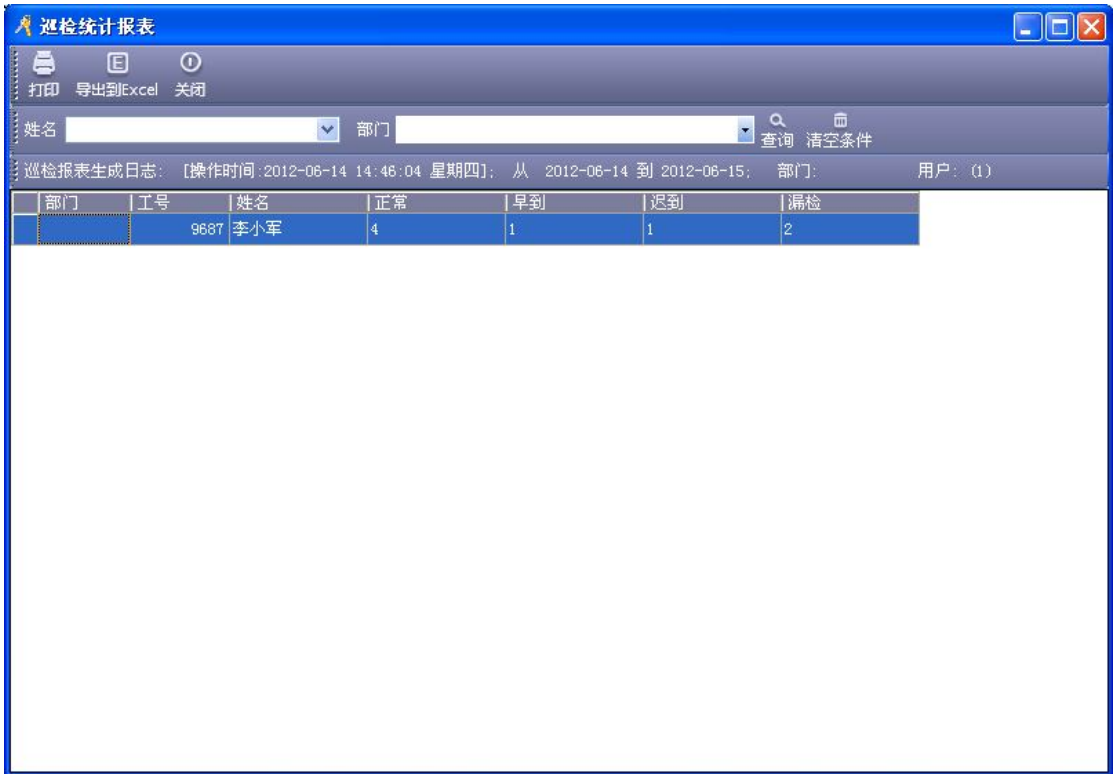 巡检统计报表
打印 导出到Excel 关闭
姓名 部门 查询 清空条件
巡检报表生成日志: [操作时间:2012-06-14 14:46:04 星期四]; 从 2012-06-14 到 2012-06-15; 部门: 用户: (1)
部门 工号 姓名 正常 早到 迟到 漏检
9687 李小军 4 1 1 2